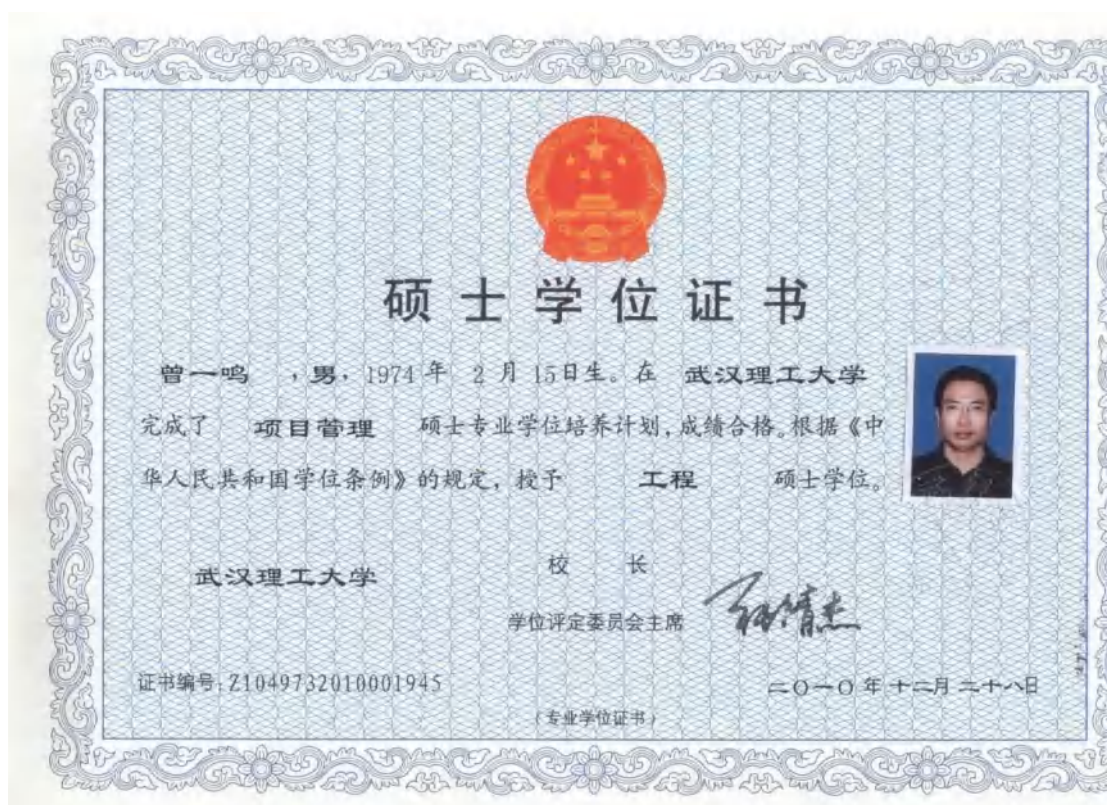 硕士学位证书
曾一鸣 ，男，1974 年 2 月 15日生。在 武汉理工大学
完成了 项目管理 硕士专业学位培养计划，成绩合格。根据《中
华人民共和国学位条例》的规定，授予 工程 硕士学位。
武汉理工大学
校 长
学位评定委员会主席
证书编号：Z1049732010001945
二〇一〇 年 十二月 二十八日
（专业学位证书）